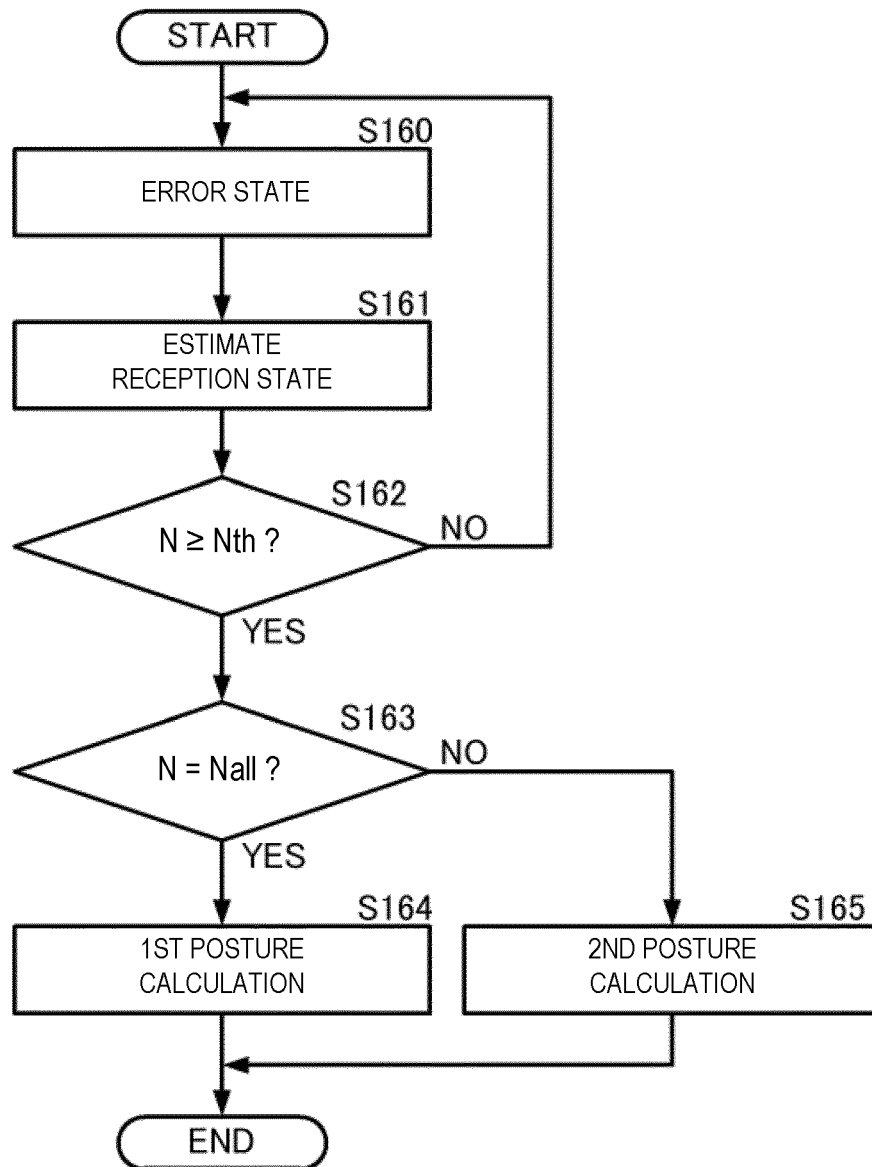 START
S160
ERROR STATE
S161
ESTIMATE
RECEPTION STATE
S162
N ≥ Nth ?
NO
YES
S163
N = Nall ?
NO
YES
S164
1ST POSTURE
CALCULATION
S165
2ND POSTURE
CALCULATION
END